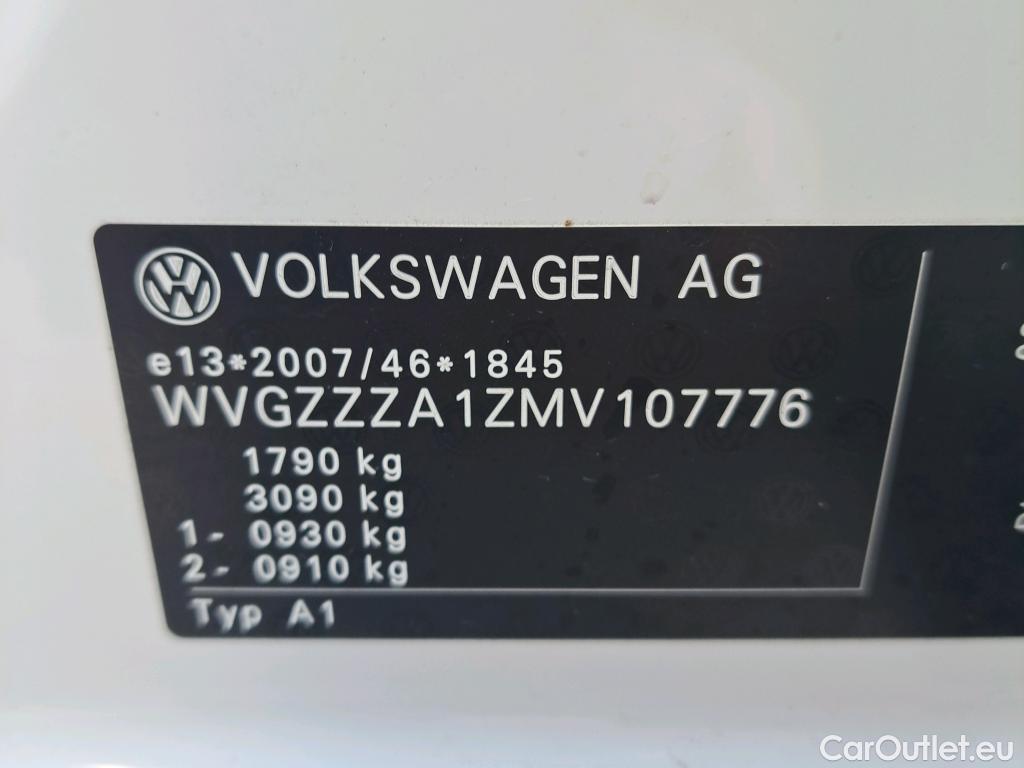 VOLKSWAGEN AG
e13*2007/46*1845
WVGZZZA1ZMV107776
1790 kg
3090 kg
1- 0930 kg
2- 0910 kg
Typ A1
CarOutlet.eu